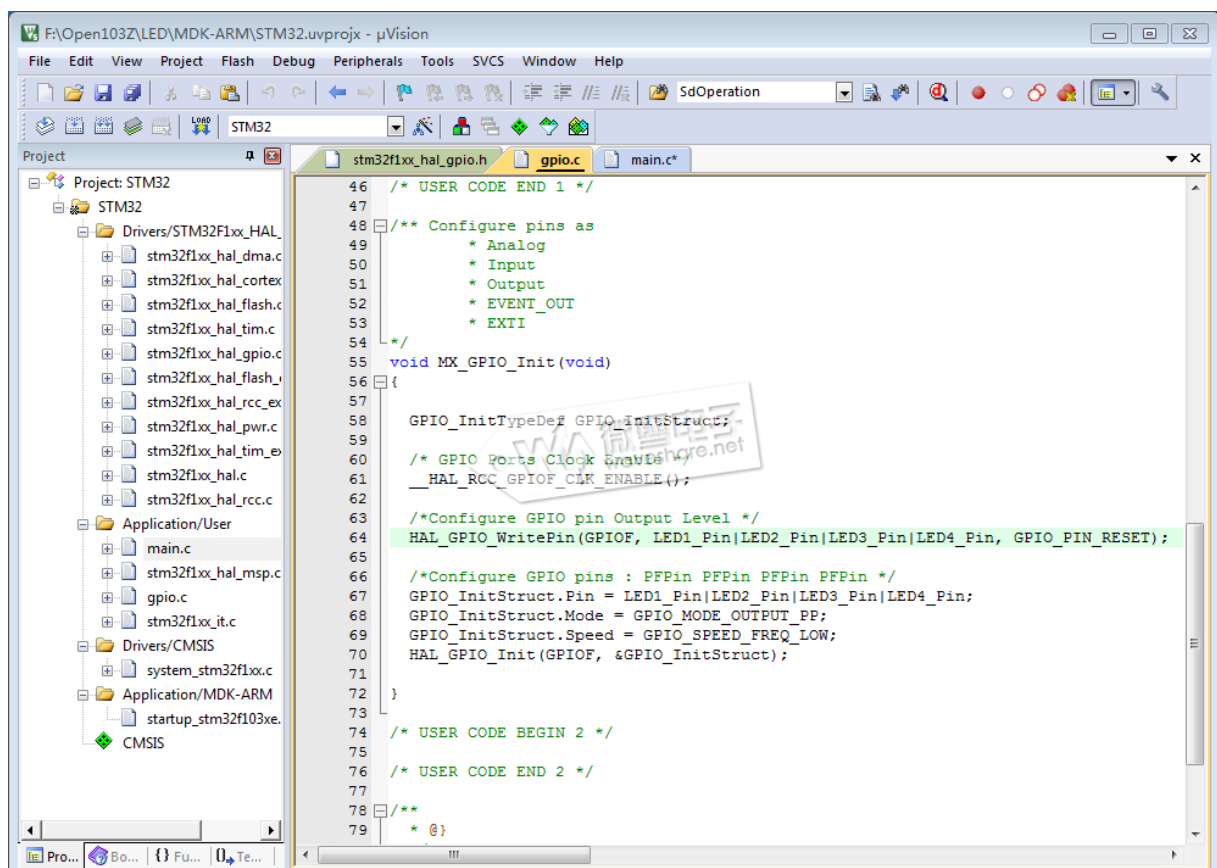 F:\Open103Z\LED\MDK-ARM\STM32.uvprojx - µVision
File Edit View Project Flash Debug Peripherals Tools SVCS Window Help
SdOperation
LOAD
STM32
Project
stm32f1xx_hal_gpio.h gpio.c main.c*
Project: STM32
STM32
Drivers/STM32F1xx_HAL_
stm32f1xx_hal_dma.c
stm32f1xx_hal_cortex
stm32f1xx_hal_flash.c
stm32f1xx_hal_tim.c
stm32f1xx_hal_gpio.c
stm32f1xx_hal_flash_
stm32f1xx_hal_rcc_ex
stm32f1xx_hal_pwr.c
stm32f1xx_hal_tim_ex
stm32f1xx_hal.c
stm32f1xx_hal_rcc.c
Application/User
main.c
stm32f1xx_hal_msp.c
gpio.c
stm32f1xx_it.c
Drivers/CMSIS
system_stm32f1xx.c
Application/MDK-ARM
startup_stm32f103xe.
CMSIS
Pro... Bo... {} Fu... 0 Te...
46 /* USER CODE END 1 */
47
48 /** Configure pins as
49 * Analog
50 * Input
51 * Output
52 * EVENT_OUT
53 * EXTI
54 */
55 void MX_GPIO_Init(void)
56 {
57
58 GPIO_InitTypeDef GPIO_InitStruct;
59
60 /* GPIO Ports Clock Enable */
61 __HAL_RCC_GPIOF_CLK_ENABLE();
62
63 /*Configure GPIO pin Output Level */
64 HAL_GPIO_WritePin(GPIOF, LED1_Pin|LED2_Pin|LED3_Pin|LED4_Pin, GPIO_PIN_RESET);
65
66 /*Configure GPIO pins : PFPin PFPin PFPin PFPin */
67 GPIO_InitStruct.Pin = LED1_Pin|LED2_Pin|LED3_Pin|LED4_Pin;
68 GPIO_InitStruct.Mode = GPIO_MODE_OUTPUT_PP;
69 GPIO_InitStruct.Speed = GPIO_SPEED_FREQ_LOW;
70 HAL_GPIO_Init(GPIOF, &GPIO_InitStruct);
71
72 }
73
74 /* USER CODE BEGIN 2 */
75
76 /* USER CODE END 2 */
77
78 /**
79 * @}
微雪电子
waveshare.net